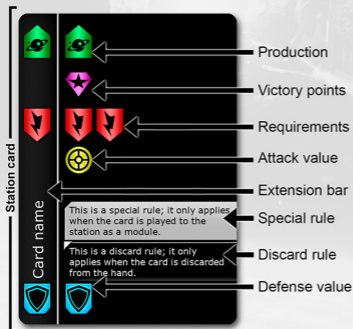 Station card
Card name
Production
Victory points
Requirements
Attack value
Extension bar
This is a special rule; it only applies
when the card is played to the
station as a module.
Special rule
This is a discard rule; it only
applies when the card is discarded
from the hand.
Discard rule
Defense value